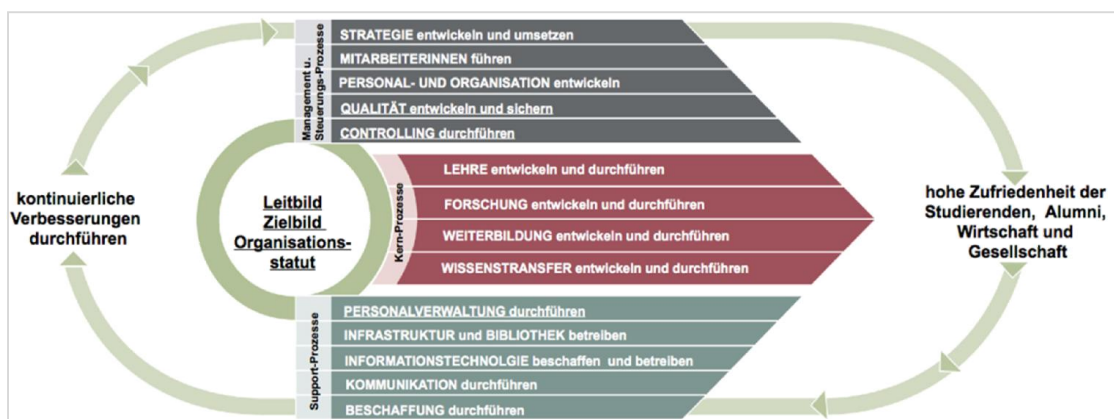 Management u.
Steuerungs-Prozesse
STRATEGIE entwickeln und umsetzen
MITARBEITERINNEN führen
PERSONAL- UND ORGANISATION entwickeln
QUALITÄT entwickeln und sichern
CONTROLLING durchführen
kontinuierliche
Verbesserungen
durchführen
Leitbild
Zielbild
Organisations-
statut
Kern-Prozesse
LEHRE entwickeln und durchführen
FORSCHUNG entwickeln und durchführen
WEITERBILDUNG entwickeln und durchführen
WISSENSTRANSFER entwickeln und durchführen
hohe Zufriedenheit der
Studierenden, Alumni,
Wirtschaft und
Gesellschaft
Support-Prozesse
PERSONALVERWALTUNG durchführen
INFRASTRUKTUR und BIBLIOTHEK betreiben
INFORMATIONSTECHNOLGIE beschaffen und betreiben
KOMMUNIKATION durchführen
BESCHAFFUNG durchführen